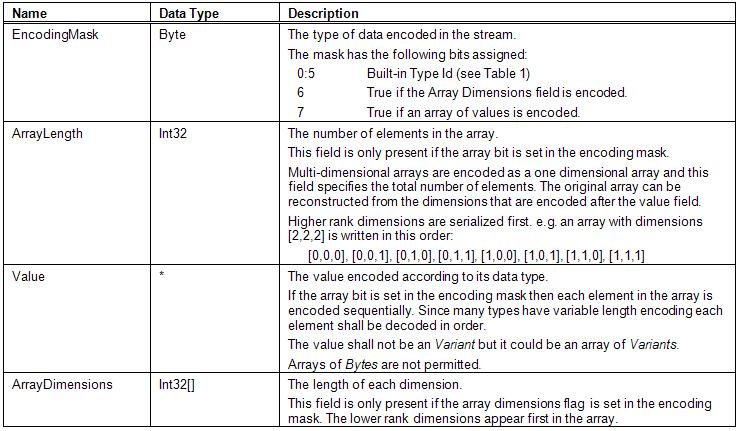 Name Data Type Description
EncodingMask Byte The type of data encoded in the stream.
The mask has the following bits assigned:
0:5 Built-in Type Id (see Table 1)
6 True if the Array Dimensions field is encoded.
7 True if an array of values is encoded.
ArrayLength Int32 The number of elements in the array.
This field is only present if the array bit is set in the encoding mask.
Multi-dimensional arrays are encoded as a one dimensional array and this
field specifies the total number of elements. The original array can be
reconstructed from the dimensions that are encoded after the value field.
Higher rank dimensions are serialized first. e.g. an array with dimensions
[2,2,2] is written in this order:
[0,0,0], [0,0,1], [0,1,0], [0,1,1], [1,0,0], [1,0,1], [1,1,0], [1,1,1]
Value * The value encoded according to its data type.
If the array bit is set in the encoding mask then each element in the array is
encoded sequentially. Since many types have variable length encoding each
element shall be decoded in order.
The value shall not be an Variant but it could be an array of Variants.
Arrays of Bytes are not permitted.
ArrayDimensions Int32[] The length of each dimension.
This field is only present if the array dimensions flag is set in the encoding
mask. The lower rank dimensions appear first in the array.